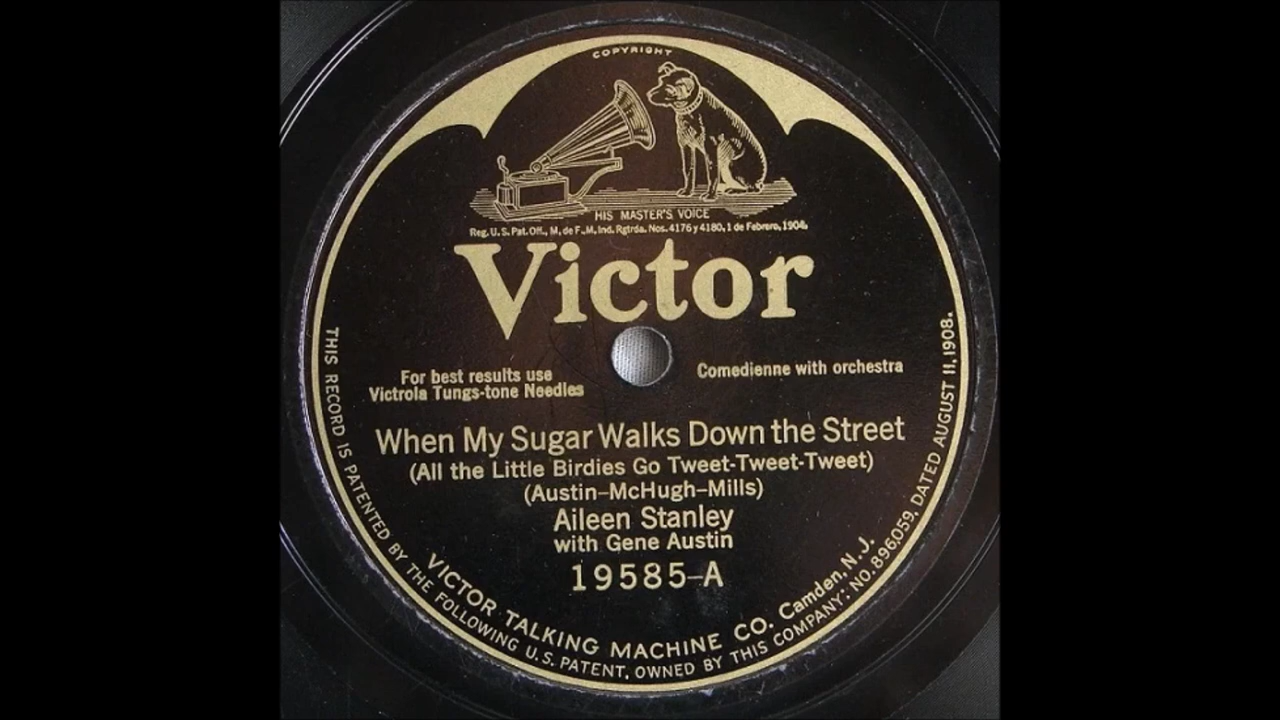 COPYRIGHT
HIS MASTER'S VOICE
Reg. U.S. Pat. Off., M. de F. M. Ind. Rgtrda. Nos. 4176 y 4180, 1 de Febrero, 1904.
Victor
For best results use
Victrola Tungs-tone Needles
Comedienne with orchestra
When My Sugar Walks Down the Street
(All the Little Birdies Go Tweet-Tweet-Tweet)
(Austin–McHugh–Mills)
Aileen Stanley
with Gene Austin
19585–A
VICTOR TALKING MACHINE CO. Camden, N.J.
THIS RECORD IS PATENTED BY THE FOLLOWING U.S. PATENT, OWNED BY THIS COMPANY: NO. 896,059, DATED AUGUST 11, 1908.